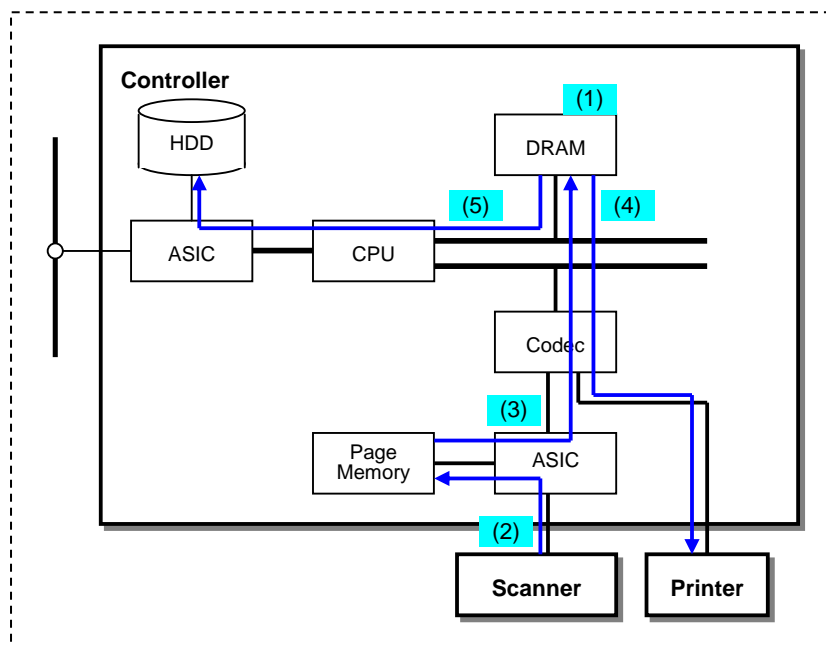 Controller
(1)
HDD
DRAM
(5)
(4)
ASIC
CPU
Codec
(3)
Page
Memory
ASIC
(2)
Scanner
Printer